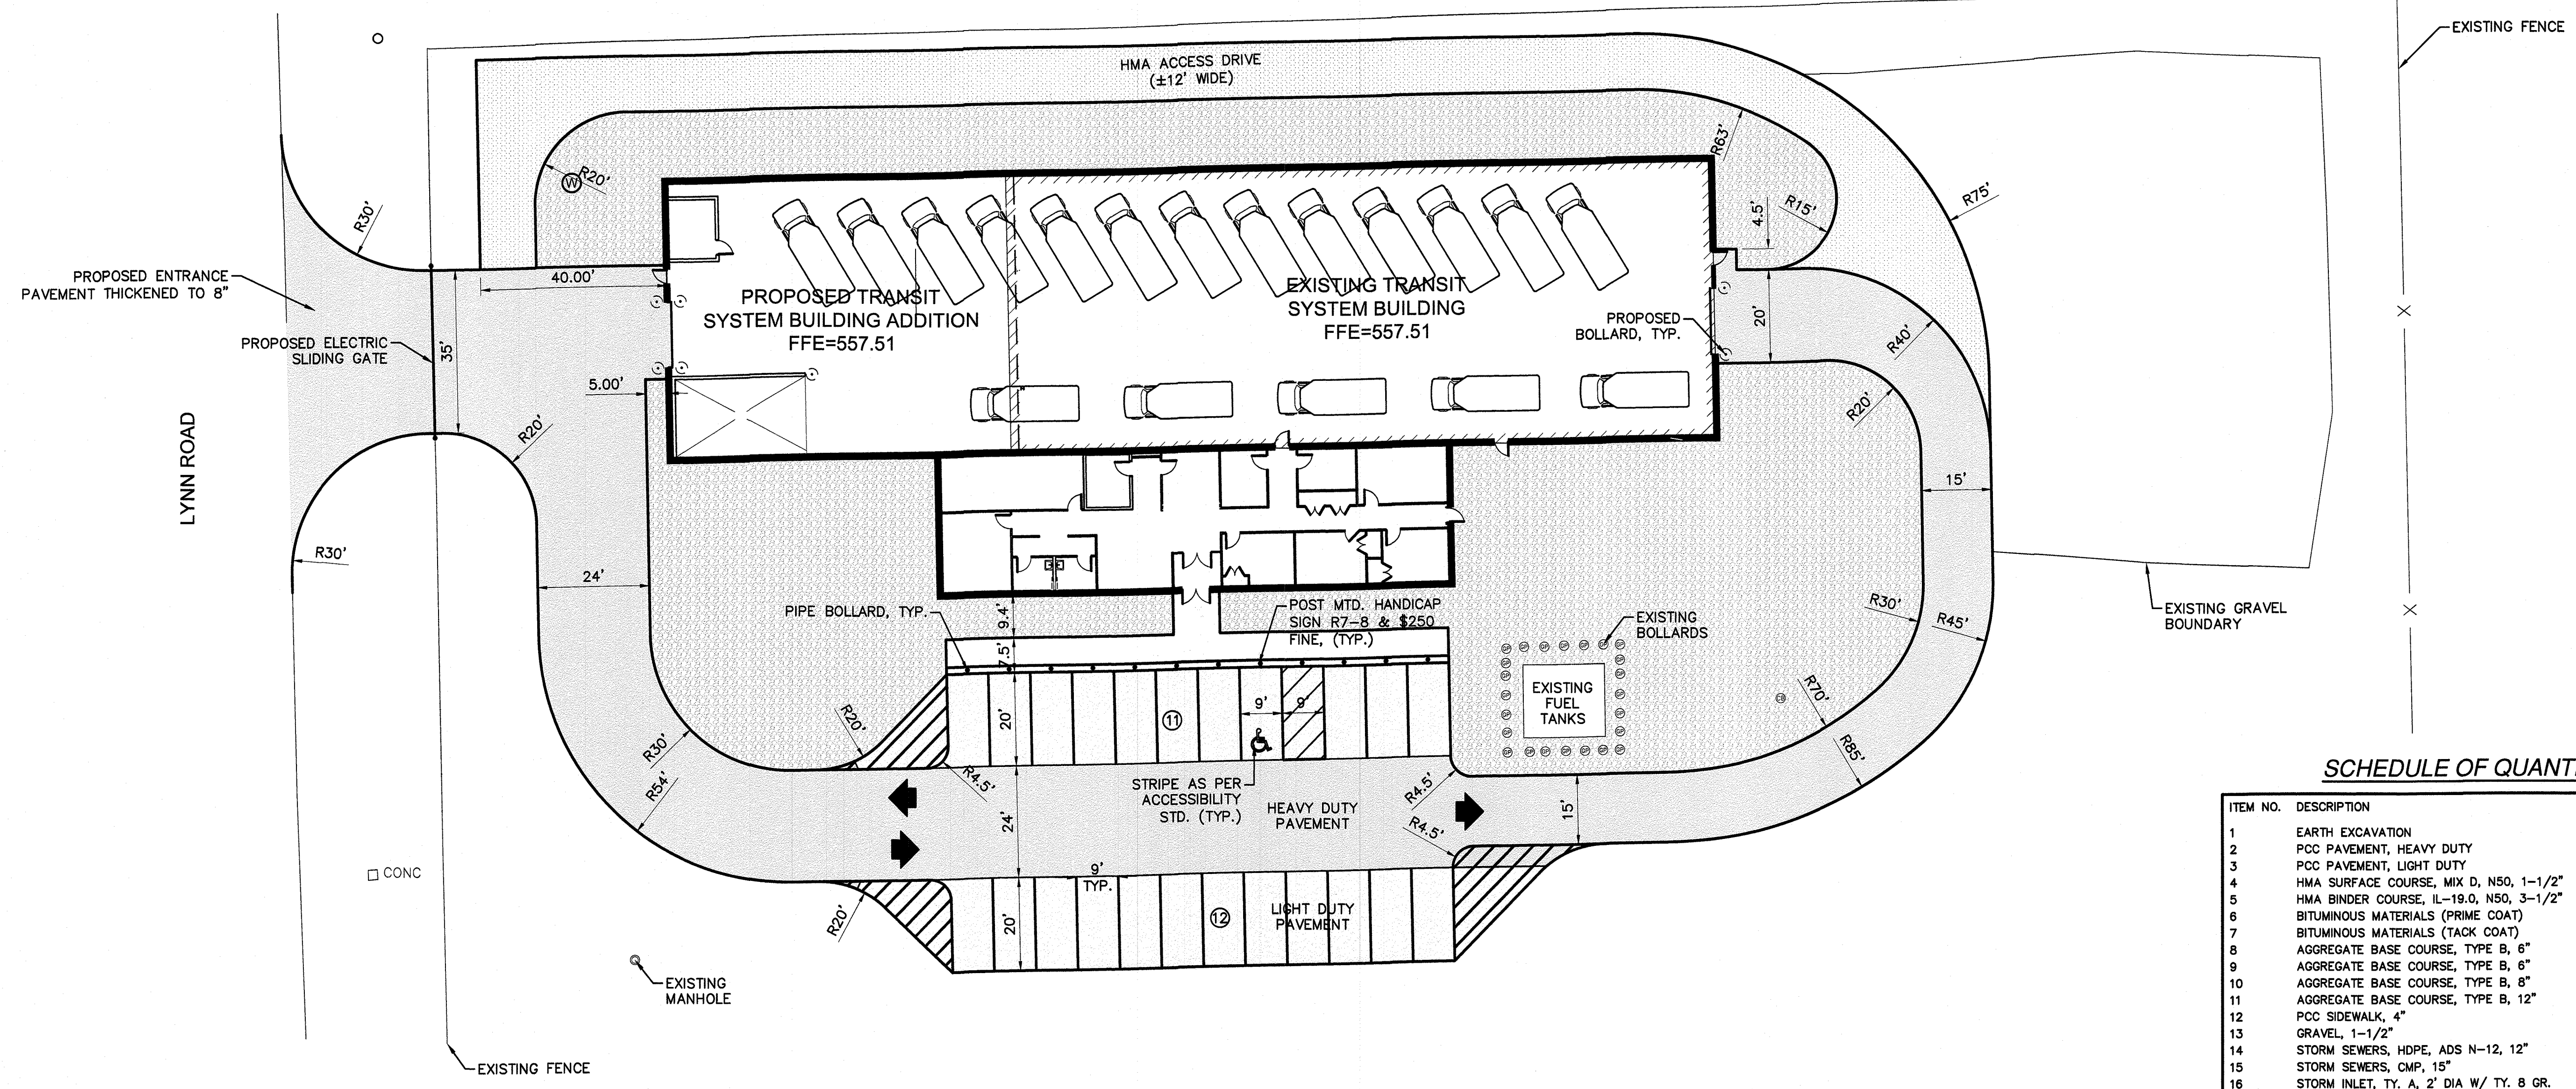 EXISTING FENCE
HMA ACCESS DRIVE
(±12' WIDE)
R63'
R20'
W
R30'
R75'
R15'
4.5'
PROPOSED ENTRANCE
PAVEMENT THICKENED TO 8"
40.00'
PROPOSED TRANSIT
SYSTEM BUILDING ADDITION
FFE=557.51
EXISTING TRANSIT
SYSTEM BUILDING
FFE=557.51
PROPOSED
BOLLARD, TYP.
20'
R40'
X
PROPOSED ELECTRIC
SLIDING GATE
35'
5.00'
R20'
R20'
LYNN ROAD
15'
R30'
24'
PIPE BOLLARD, TYP.
9.4'
7.5'
POST MTD. HANDICAP
SIGN R7-8 & $250
FINE, (TYP.)
EXISTING
BOLLARDS
R30'
R45'
EXISTING GRAVEL
BOUNDARY
X
EXISTING
FUEL
TANKS
R70'
R85'
R20'
20'
11
9'
9'
R30'
R54'
R4.5'
STRIPE AS PER
ACCESSIBILITY
STD. (TYP.)
HEAVY DUTY
PAVEMENT
24'
R4.5'
R4.5'
15'
CONC
9'
TYP.
R20'
20'
12
LIGHT DUTY
PAVEMENT
EXISTING
MANHOLE
EXISTING FENCE
SCHEDULE OF QUANT
ITEM NO. DESCRIPTION
1 EARTH EXCAVATION
2 PCC PAVEMENT, HEAVY DUTY
3 PCC PAVEMENT, LIGHT DUTY
4 HMA SURFACE COURSE, MIX D, N50, 1-1/2"
5 HMA BINDER COURSE, IL-19.0, N50, 3-1/2"
6 BITUMINOUS MATERIALS (PRIME COAT)
7 BITUMINOUS MATERIALS (TACK COAT)
8 AGGREGATE BASE COURSE, TYPE B, 6"
9 AGGREGATE BASE COURSE, TYPE B, 6"
10 AGGREGATE BASE COURSE, TYPE B, 8"
11 AGGREGATE BASE COURSE, TYPE B, 12"
12 PCC SIDEWALK, 4"
13 GRAVEL, 1-1/2"
14 STORM SEWERS, HDPE, ADS N-12, 12"
15 STORM SEWERS, CMP, 15"
16 STORM INLET, TY. A, 2' DIA W/ TY. 8 GR.